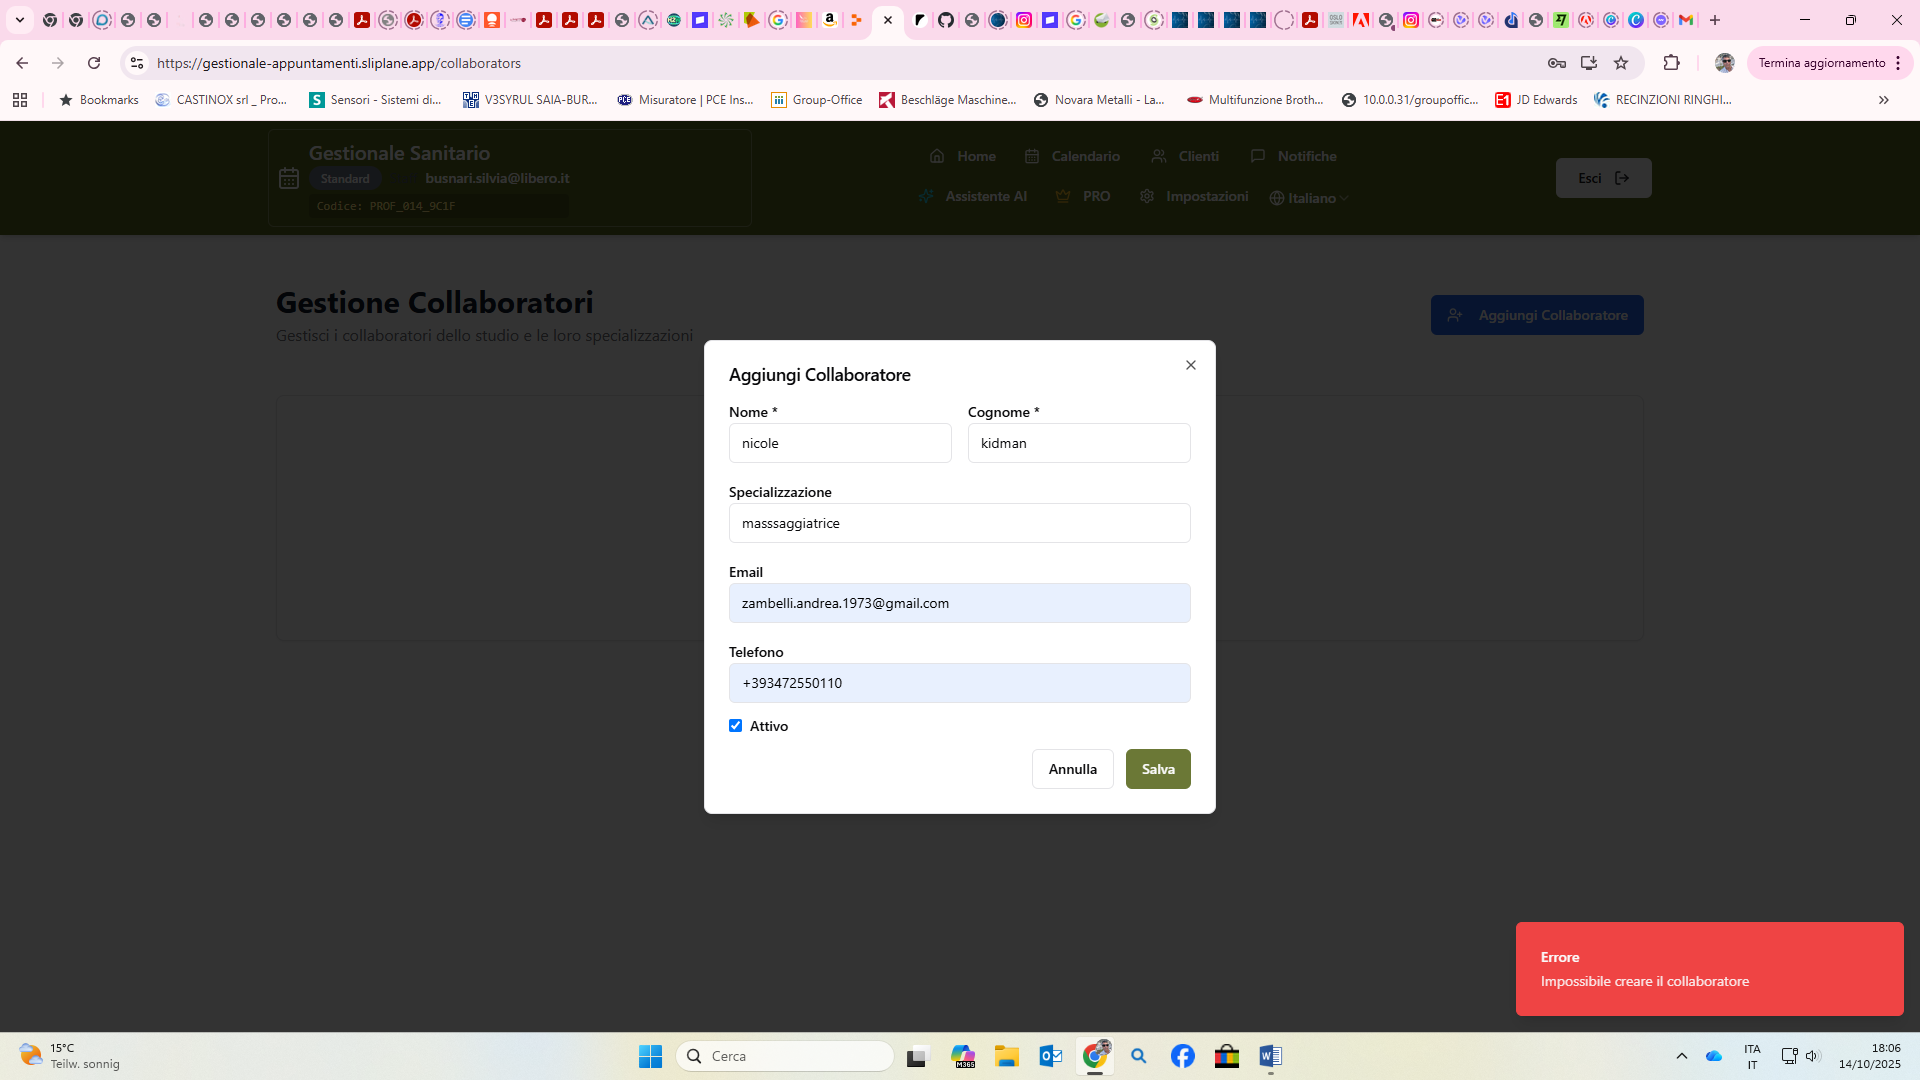 https://gestionale-appuntamenti.sliplane.app/collaborators
Termina aggiornamento
Bookmarks
CASTINOX srl _ Pro...
Sensori - Sistemi di...
V3SYRUL SAIA-BUR...
Misuratore | PCE Ins...
Group-Office
Beschläge Maschine...
Novara Metalli - La...
Multifunzione Broth...
10.0.0.31/groupoffic...
JD Edwards
RECINZIONI RINGHI...
Gestionale Sanitario
Standard
busnari.silvia@libero.it
Codice: PROF_014_9C1F
Home
Calendario
Clienti
Notifiche
Assistente AI
PRO
Impostazioni
Italiano
Esci
Gestione Collaboratori
Gestisci i collaboratori dello studio e le loro specializzazioni
Aggiungi Collaboratore
Aggiungi Collaboratore
Nome *
Cognome *
nicole
kidman
Specializzazione
masssaggiatrice
Email
zambelli.andrea.1973@gmail.com
Telefono
+393472550110
Attivo
Annulla
Salva
Errore
Impossibile creare il collaboratore
15°C
Teilw. sonnig
Cerca
ITA
IT
18:06
14/10/2025